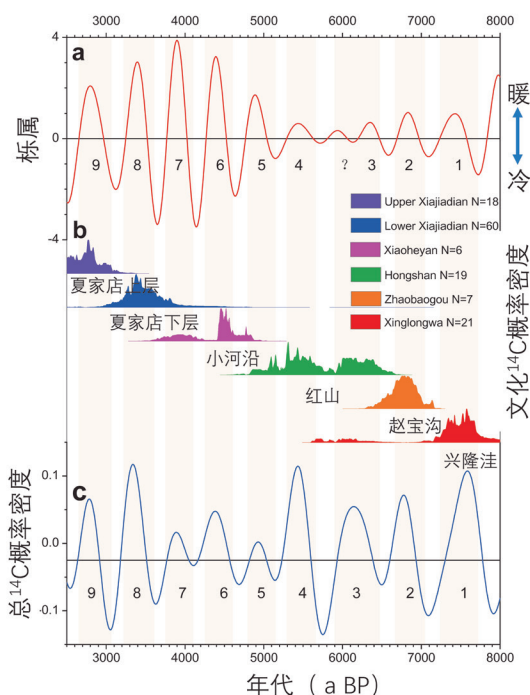 3000 4000 5000 6000 7000 8000
4
a
暖
栎属
0
冷
9 8 7 6 5 4 ? 3 2 1
-4
b
Upper Xiajiadian N=18
Lower Xiajiadian N=60
Xiaoheyan N=6
Hongshan N=19
Zhaobaogou N=7
Xinglongwa N=21
文化¹⁴C概率密度
夏家店上层
夏家店下层
小河沿
红山
赵宝沟
兴隆洼
总¹⁴C概率密度
0.1
c
0.0
-0.1
9 8 7 6 5 4 3 2 1
3000 4000 5000 6000 7000 8000
年代（a BP）